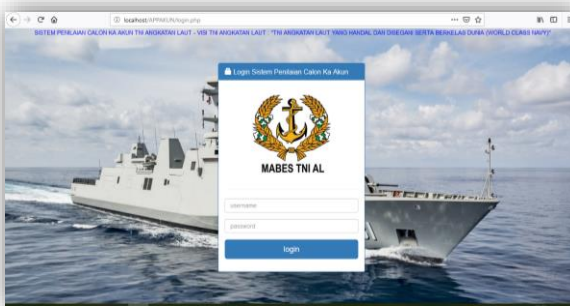 localhost/APPAKUN/login.php
SISTEM PENILAIAN CALON KA AKUN TNI ANGKATAN LAUT - VISI TNI ANGKATAN LAUT : "TNI ANGKATAN LAUT YANG HANDAL DAN DISEGANI SERTA BERKELAS DUNIA (WORLD CLASS NAVY)"
Login Sistem Penilaian Calon Ka Akun
MABES TNI AL
username
password
login